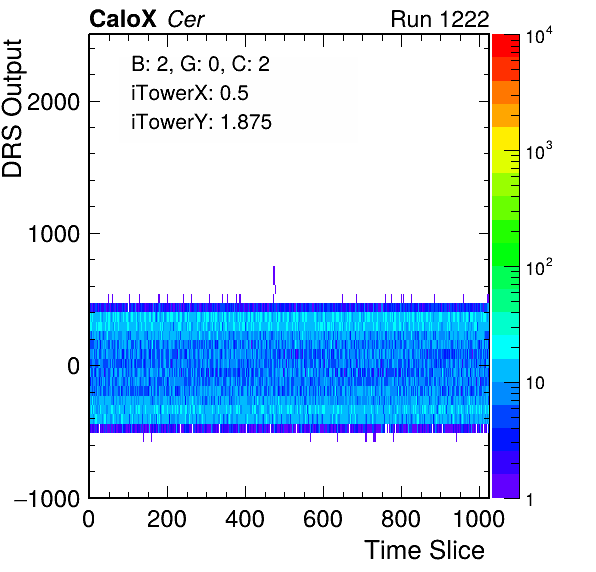 CaloX Cer Run 1222
DRS Output
B: 2, G: 0, C: 2
iTowerX: 0.5
iTowerY: 1.875
2000
1000
0
−1000
0 200 400 600 800 1000
Time Slice
10⁴
10³
10²
10
1